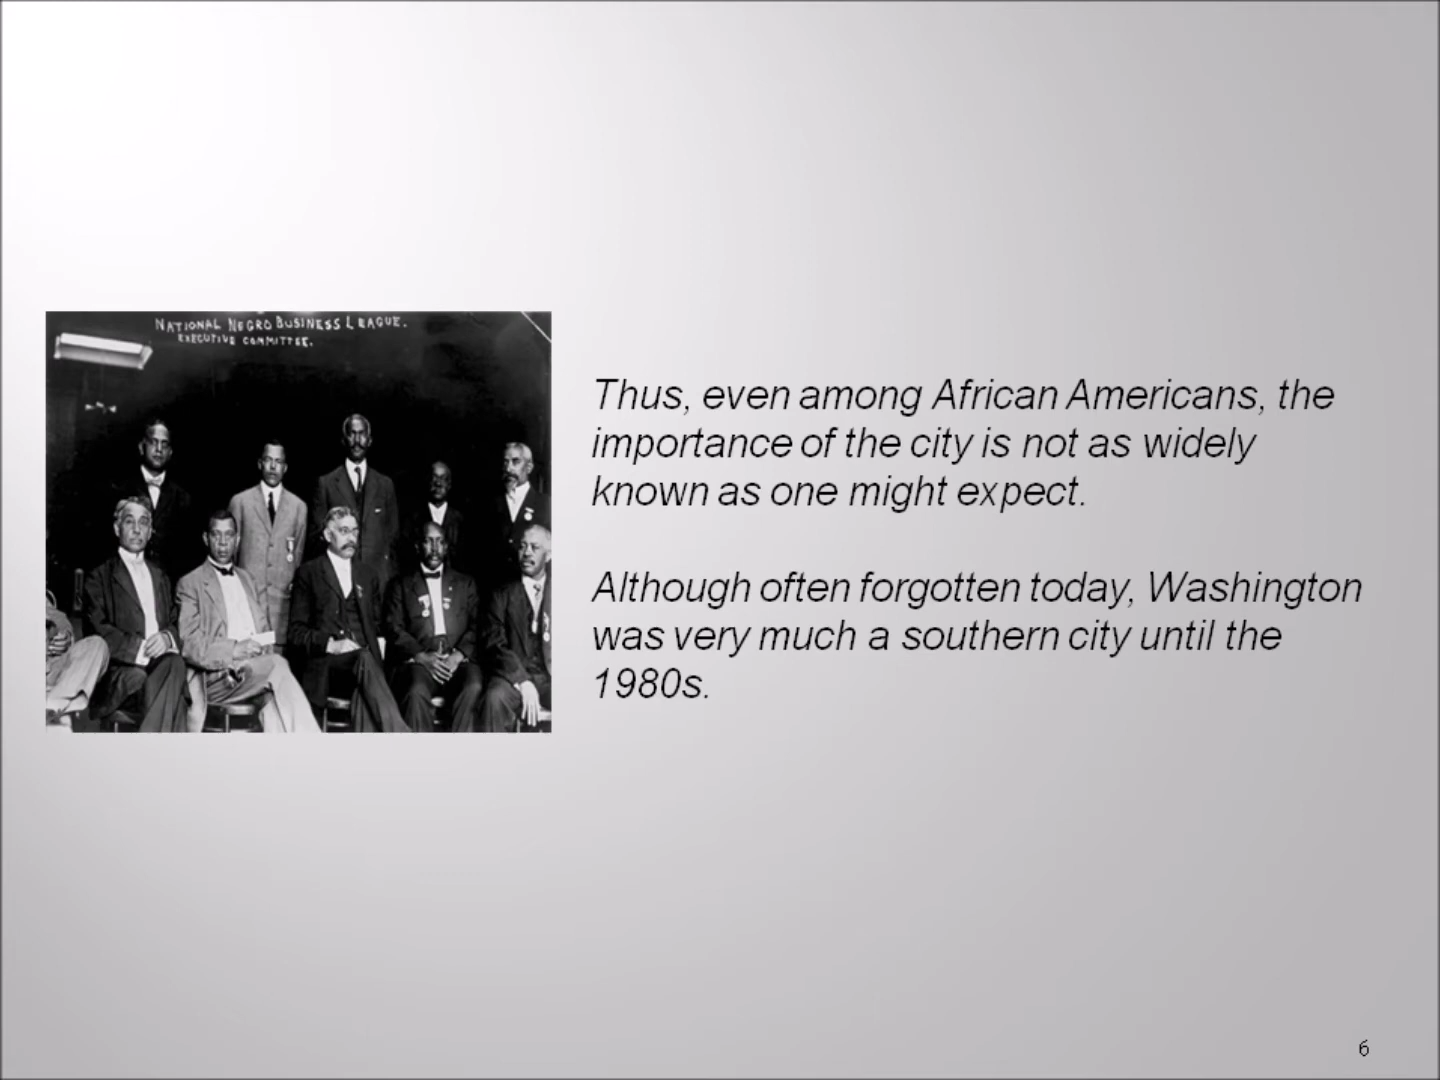 NATIONAL NEGRO BUSINESS LEAGUE.
EXECUTIVE COMMITTEE.
Thus, even among African Americans, the
importance of the city is not as widely
known as one might expect.
Although often forgotten today, Washington
was very much a southern city until the
1980s.
6